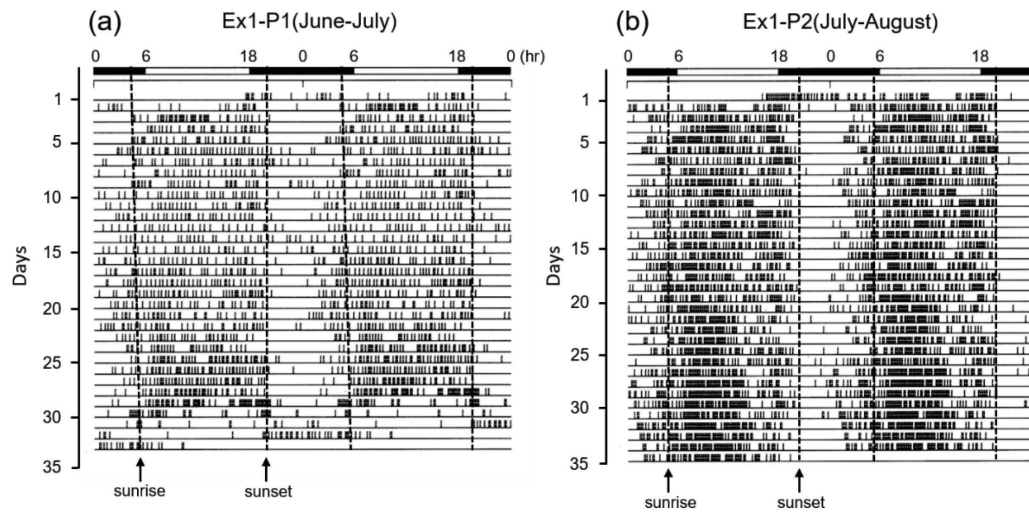 (a) Ex1-P1(June-July)
0 6 18 0 6 18 0 (hr)
1
5
10
15
20
25
30
35
Days
sunrise sunset
(b) Ex1-P2(July-August)
0 6 18 0 6 18
1
5
10
15
20
25
30
35
Days
sunrise sunset